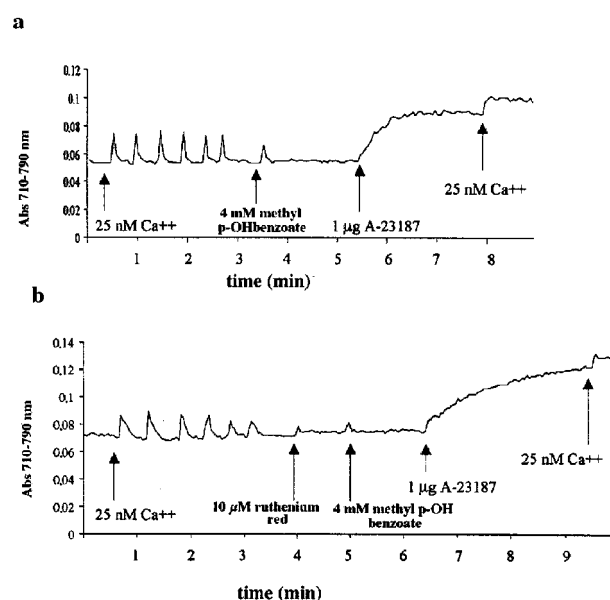 a
Abs 710-790 nm
0.12
0.1
0.08
0.06
0.04
0.02
0
25 nM Ca++
4 mM methyl
p-OHbenzoate
1 µg A-23187
25 nM Ca++
1 2 3 4 5 6 7 8
time (min)
b
Abs 710-790 nm
0,14
0,12
0,1
0,08
0,06
0,04
0,02
0
25 nM Ca++
10 µM ruthenium
red
4 mM methyl p-OH
benzoate
1 µg A-23187
25 nM Ca++
1 2 3 4 5 6 7 8 9
time (min)